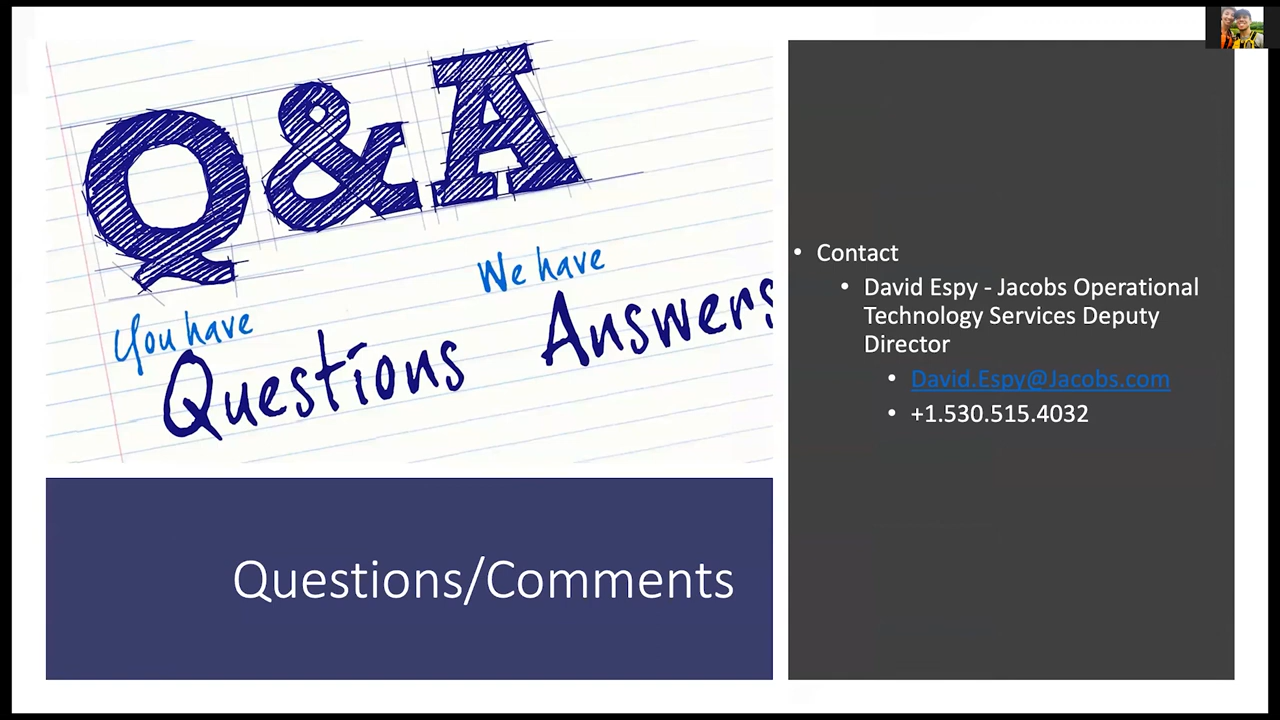 Q&A
You have
Questions
We have
Answers
Questions/Comments
• Contact
• David Espy - Jacobs Operational
Technology Services Deputy
Director
• David.Espy@Jacobs.com
• +1.530.515.4032